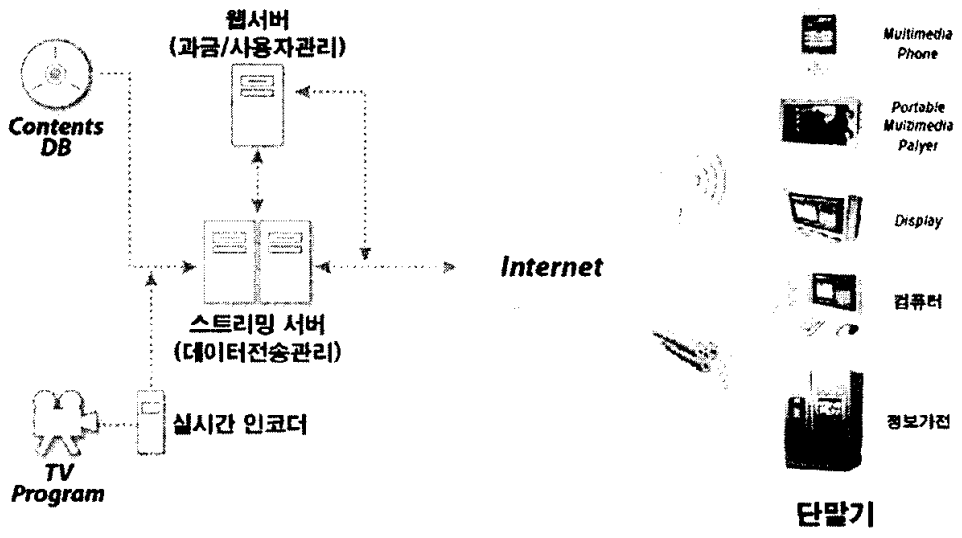 웹서버
(과금/사용자관리)
Contents
DB
스트리밍 서버
(데이터전송관리)
실시간 인코더
TV
Program
Internet
Multimedia
Phone
Portable
Multimedia
Palyer
Display
컴퓨터
정보가전
단말기